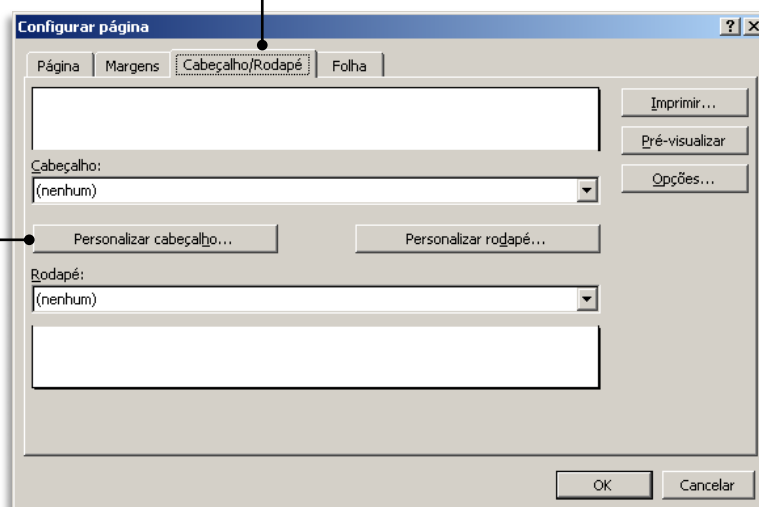 Configurar página
Página Margens Cabeçalho/Rodapé Folha
Imprimir...
Pré-visualizar
Opções...
Cabeçalho:
(nenhum)
Personalizar cabeçalho... Personalizar rodapé...
Rodapé:
(nenhum)
OK Cancelar